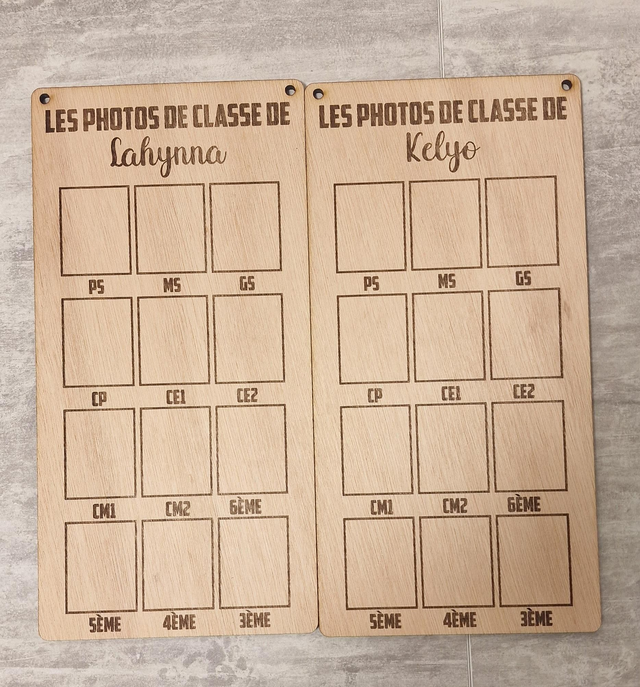 LES PHOTOS DE CLASSE DE
Lahynna
PS MS GS
CP CE1 CE2
CM1 CM2 6ÈME
5ÈME 4ÈME 3ÈME
LES PHOTOS DE CLASSE DE
Kelyo
PS MS GS
CP CE1 CE2
CM1 CM2 6ÈME
5ÈME 4ÈME 3ÈME